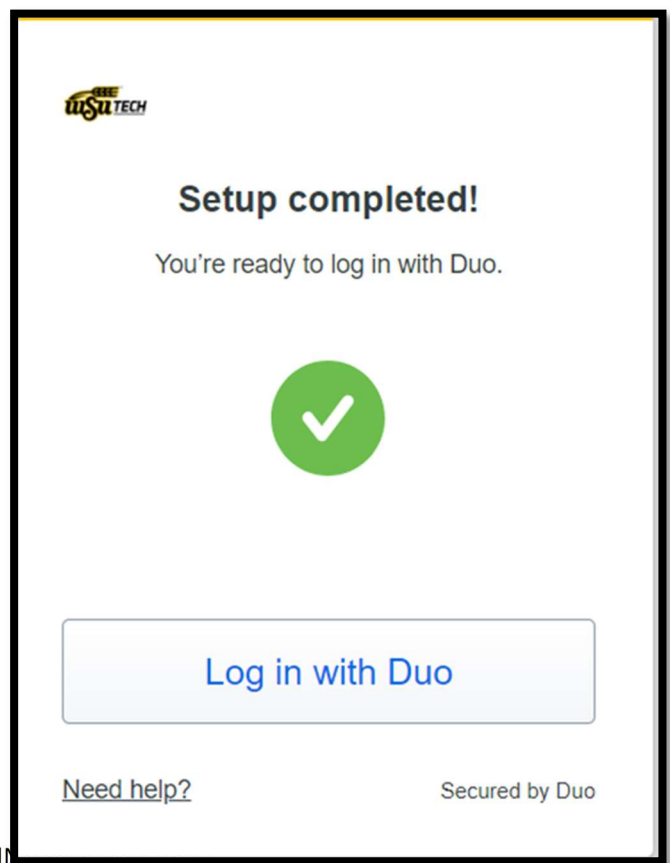 wsu TECH
Setup completed!
You're ready to log in with Duo.
Log in with Duo
Need help?
Secured by Duo